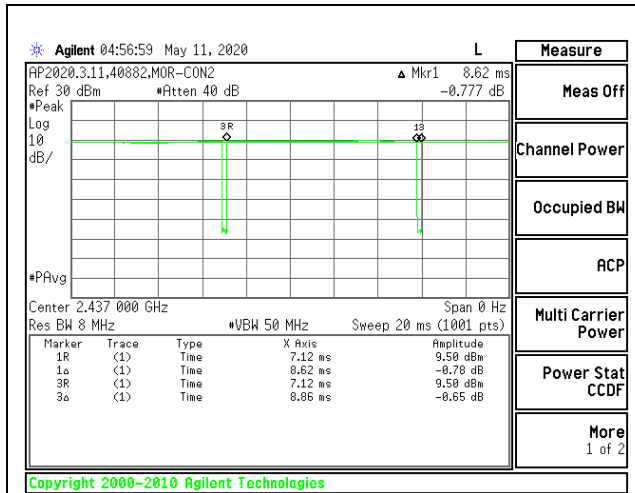 Agilent 04:56:59 May 11, 2020 L
AP2020.3.11,40882,MOR-CON2 Δ Mkr1 8.62 ms
Ref 30 dBm #Atten 40 dB -0.777 dB
#Peak
Log
10
dB/
3R
13
#PAvg
Center 2.437 000 GHz Span 0 Hz
Res BW 8 MHz #VBW 50 MHz Sweep 20 ms (1001 pts)
Marker Trace Type X Axis Amplitude
1R (1) Time 7.12 ms 9.50 dBm
1Δ (1) Time 8.62 ms -0.78 dB
3R (1) Time 7.12 ms 9.50 dBm
3Δ (1) Time 8.86 ms -0.65 dB
Copyright 2000-2010 Agilent Technologies
Measure
Meas Off
Channel Power
Occupied BW
ACP
Multi Carrier
Power
Power Stat
CCDF
More
1 of 2